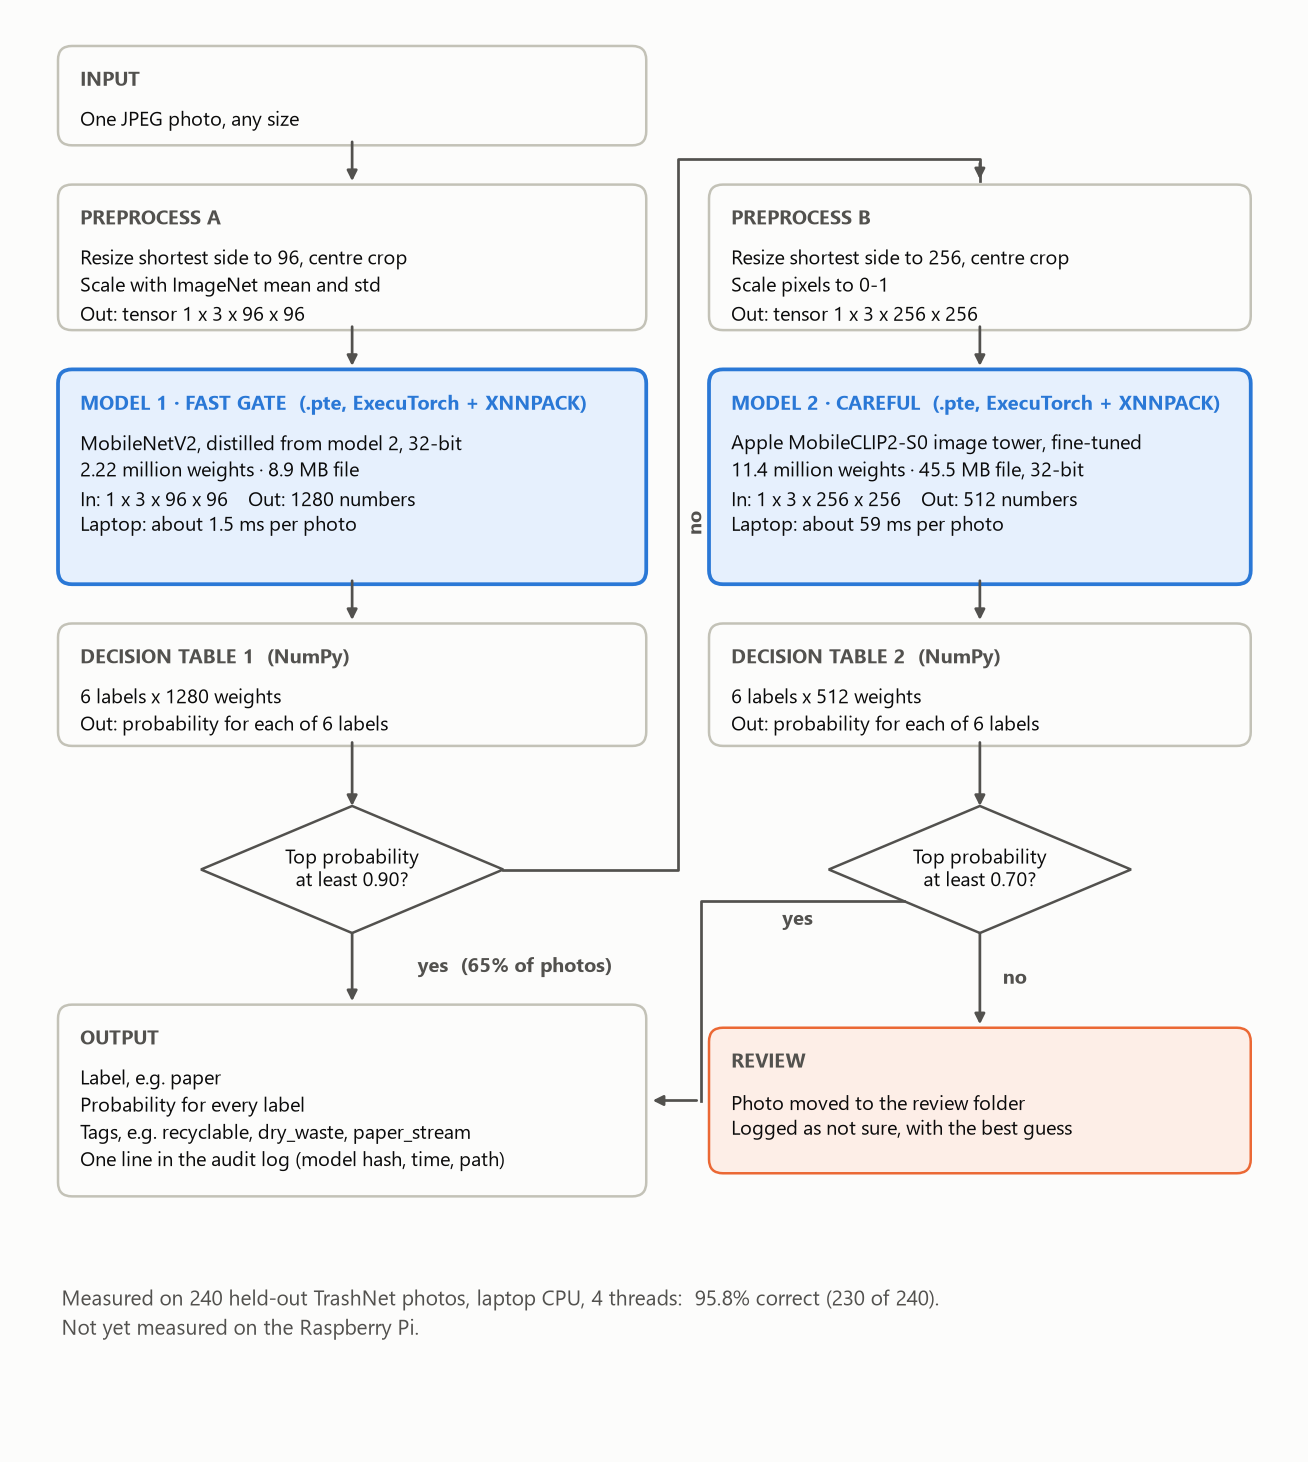 INPUT
One JPEG photo, any size
PREPROCESS A
Resize shortest side to 96, centre crop
Scale with ImageNet mean and std
Out: tensor 1 x 3 x 96 x 96
MODEL 1 · FAST GATE (.pte, ExecuTorch + XNNPACK)
MobileNetV2, distilled from model 2, 32-bit
2.22 million weights · 8.9 MB file
In: 1 x 3 x 96 x 96 Out: 1280 numbers
Laptop: about 1.5 ms per photo
DECISION TABLE 1 (NumPy)
6 labels x 1280 weights
Out: probability for each of 6 labels
Top probability
at least 0.90?
yes (65% of photos)
no
PREPROCESS B
Resize shortest side to 256, centre crop
Scale pixels to 0-1
Out: tensor 1 x 3 x 256 x 256
MODEL 2 · CAREFUL (.pte, ExecuTorch + XNNPACK)
Apple MobileCLIP2-S0 image tower, fine-tuned
11.4 million weights · 45.5 MB file, 32-bit
In: 1 x 3 x 256 x 256 Out: 512 numbers
Laptop: about 59 ms per photo
DECISION TABLE 2 (NumPy)
6 labels x 512 weights
Out: probability for each of 6 labels
Top probability
at least 0.70?
yes
no
OUTPUT
Label, e.g. paper
Probability for every label
Tags, e.g. recyclable, dry_waste, paper_stream
One line in the audit log (model hash, time, path)
REVIEW
Photo moved to the review folder
Logged as not sure, with the best guess
Measured on 240 held-out TrashNet photos, laptop CPU, 4 threads: 95.8% correct (230 of 240).
Not yet measured on the Raspberry Pi.